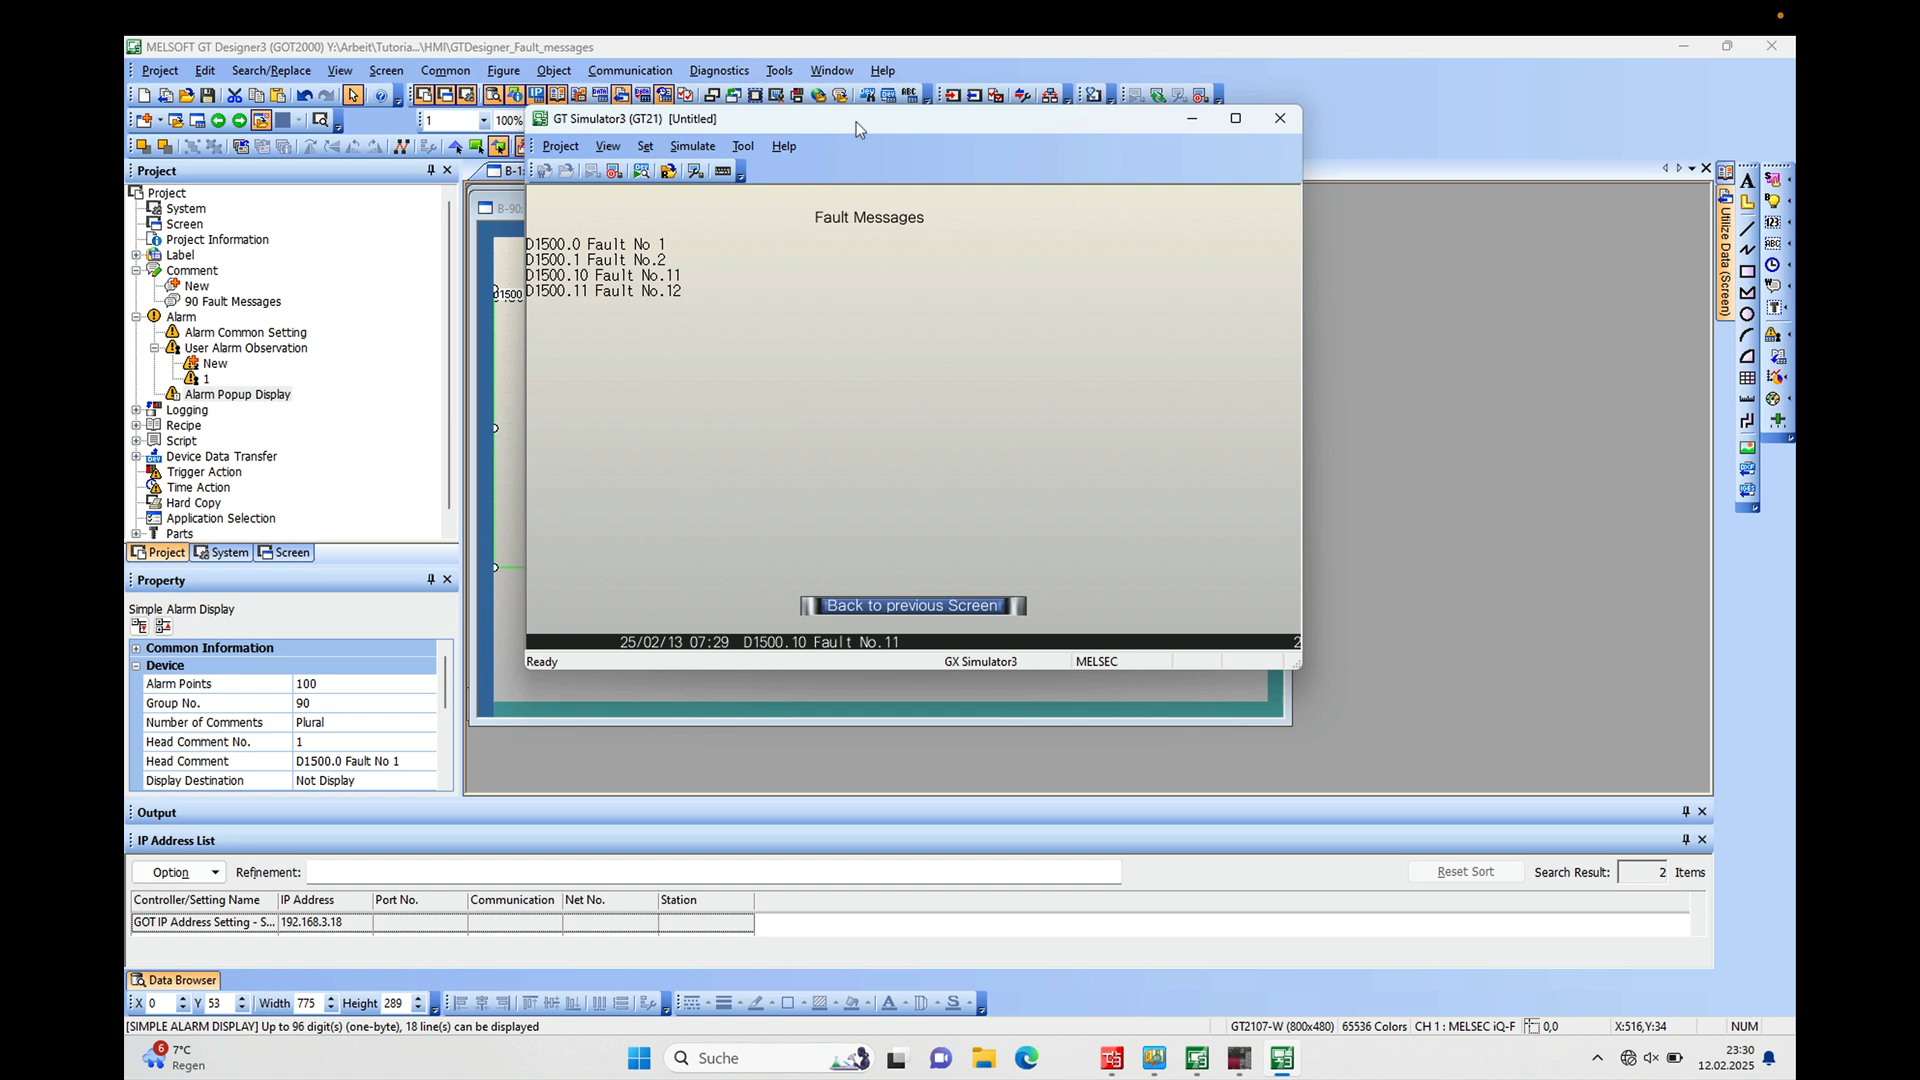 MELSOFT GT Designer3 (GOT2000) Y:\Arbeit\Tutoria...\HMI\GTDesigner_Fault_messages
Project Edit Search/Replace View Screen Common Figure Object Communication Diagnostics Tools Window Help
1 100%
GT Simulator3 (GT21) [Untitled]
Project View Set Simulate Tool Help
Project
B-1
B-90:
Project
System
Screen
Project Information
Label
Comment
New
90 Fault Messages
Alarm
Alarm Common Setting
User Alarm Observation
New
1
Alarm Popup Display
Logging
Recipe
Script
Device Data Transfer
Trigger Action
Time Action
Hard Copy
Application Selection
Parts
Project System Screen
D1500
Fault Messages
D1500.0 Fault No 1
D1500.1 Fault No.2
D1500.10 Fault No.11
D1500.11 Fault No.12
Back to previous Screen
25/02/13 07:29 D1500.10 Fault No.11 2
Ready GX Simulator3 MELSEC
Utilize Data (Screen)
Property
Simple Alarm Display
Common Information
Device
Alarm Points 100
Group No. 90
Number of Comments Plural
Head Comment No. 1
Head Comment D1500.0 Fault No 1
Display Destination Not Display
Output
IP Address List
Option Refinement: Reset Sort Search Result: 2 Items
Controller/Setting Name IP Address Port No. Communication Net No. Station
GOT IP Address Setting - S... 192.168.3.18
Data Browser
X 0 Y 53 Width 775 Height 289
[SIMPLE ALARM DISPLAY] Up to 96 digit(s) (one-byte), 18 line(s) can be displayed GT2107-W (800x480) 65536 Colors CH 1 : MELSEC iQ-F 0,0 X:516,Y:34 NUM
6 7°C
Regen
Suche
23:30
12.02.2025